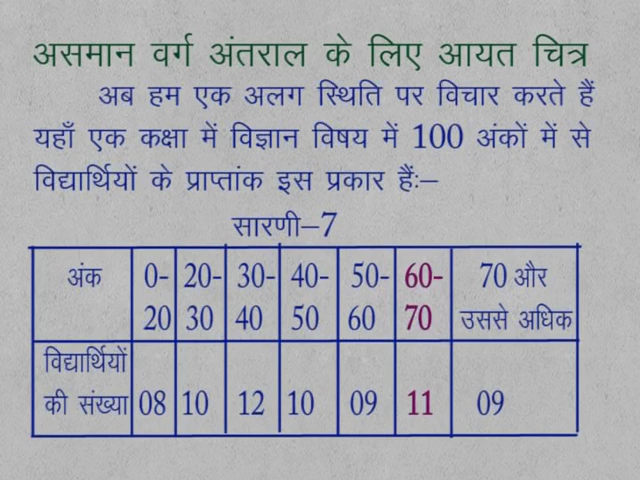 असमान वर्ग अंतराल के लिए आयत चित्र
अब हम एक अलग स्थिति पर विचार करते हैं
यहाँ एक कक्षा में विज्ञान विषय में 100 अंकों में से
विद्यार्थियों के प्राप्तांक इस प्रकार हैं:–
सारणी–7
अंक 0- 20- 30- 40- 50- 60- 70 और
20 30 40 50 60 70 उससे अधिक
विद्यार्थियों
की संख्या 08 10 12 10 09 11 09